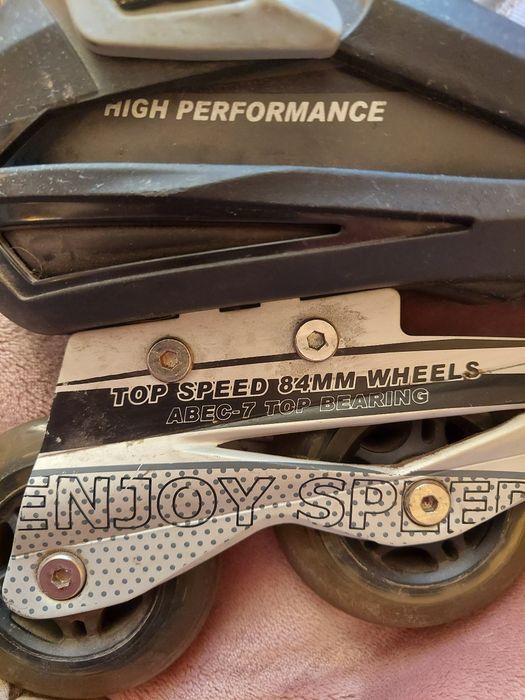 HIGH PERFORMANCE
TOP SPEED 84MM WHEELS
ABEC-7 TOP BEARING
ENJOY SPEED